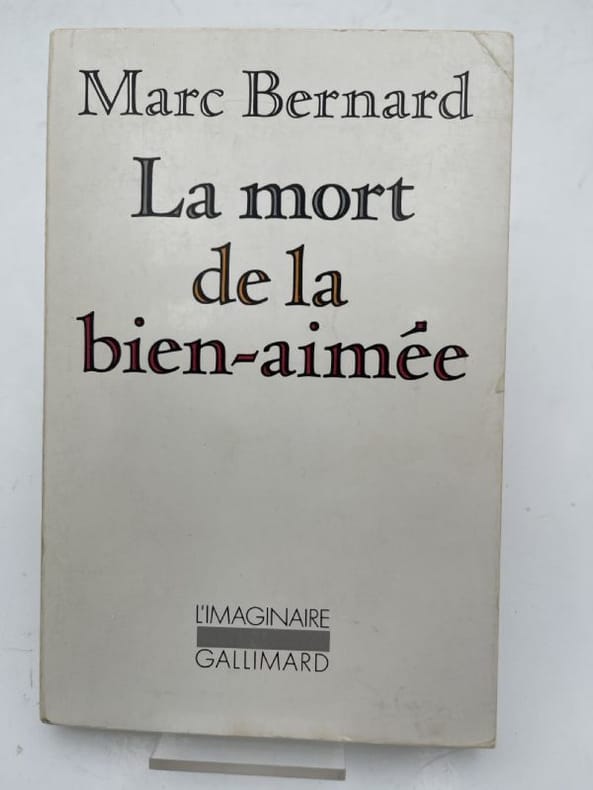 Marc Bernard
La mort
de la
bien-aimée
L'IMAGINAIRE
GALLIMARD